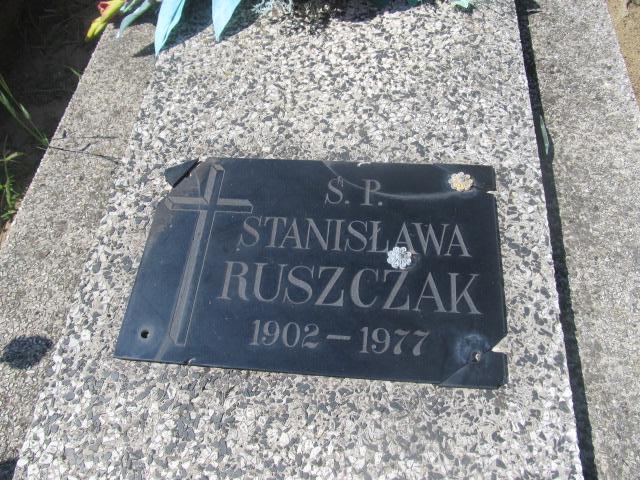 S. P.
STANISŁAWA
RUSZCZAK
1902 – 1977